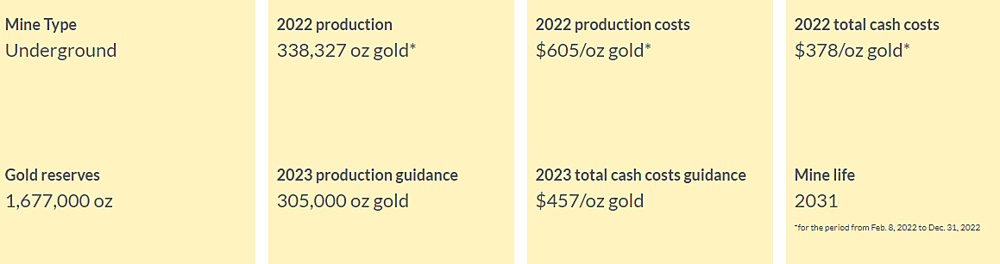 Mine Type
Underground
2022 production
338,327 oz gold*
2022 production costs
$605/oz gold*
2022 total cash costs
$378/oz gold*
Gold reserves
1,677,000 oz
2023 production guidance
305,000 oz gold
2023 total cash costs guidance
$457/oz gold
Mine life
2031
*for the period from Feb. 8, 2022 to Dec. 31, 2022